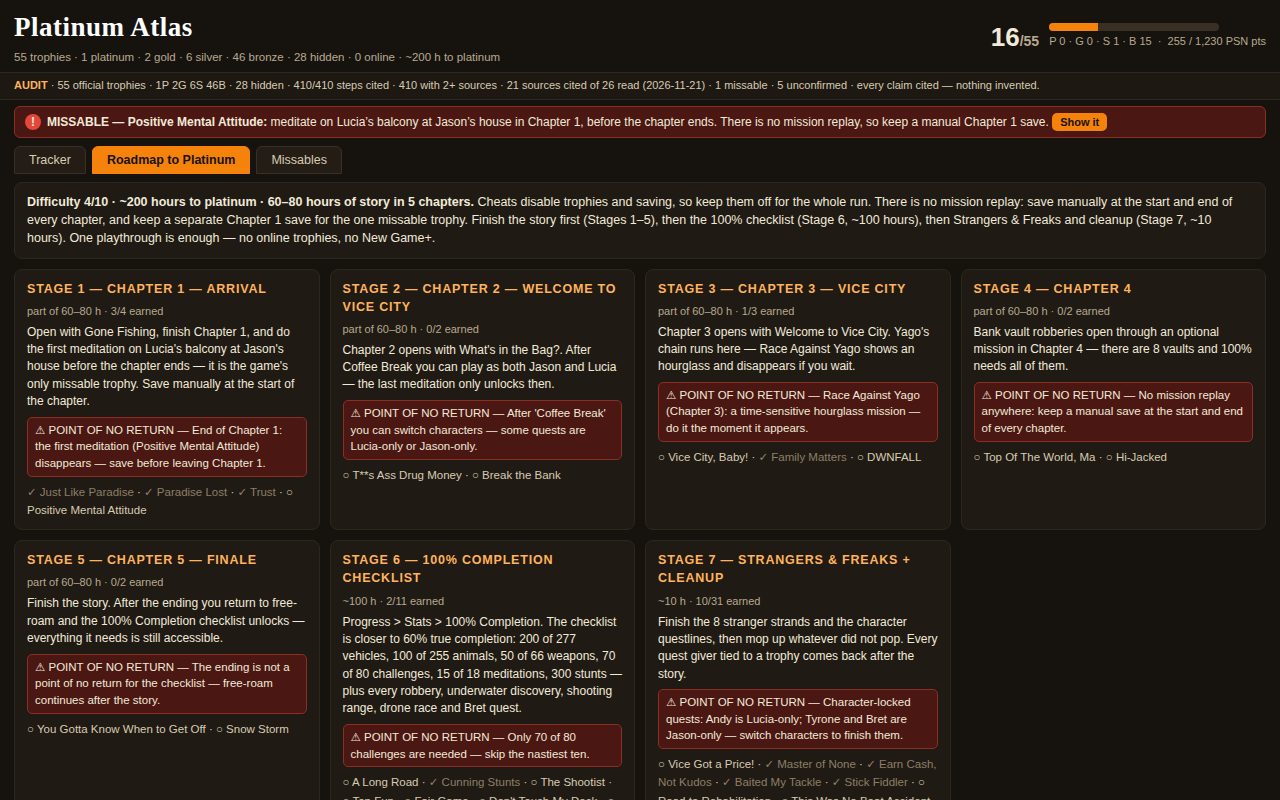 Platinum Atlas
55 trophies · 1 platinum · 2 gold · 6 silver · 46 bronze · 28 hidden · 0 online · ~200 h to platinum
16/55
P 0 · G 0 · S 1 · B 15 · 255 / 1,230 PSN pts
AUDIT · 55 official trophies · 1P 2G 6S 46B · 28 hidden · 410/410 steps cited · 410 with 2+ sources · 21 sources cited of 26 read (2026-11-21) · 1 missable · 5 unconfirmed · every claim cited — nothing invented.
! MISSABLE — Positive Mental Attitude: meditate on Lucia's balcony at Jason's house in Chapter 1, before the chapter ends. There is no mission replay, so keep a manual Chapter 1 save. Show it
Tracker
Roadmap to Platinum
Missables
Difficulty 4/10 · ~200 hours to platinum · 60–80 hours of story in 5 chapters. Cheats disable trophies and saving, so keep them off for the whole run. There is no mission replay: save manually at the start and end of
every chapter, and keep a separate Chapter 1 save for the one missable trophy. Finish the story first (Stages 1–5), then the 100% checklist (Stage 6, ~100 hours), then Strangers & Freaks and cleanup (Stage 7, ~10
hours). One playthrough is enough — no online trophies, no New Game+.
STAGE 1 — CHAPTER 1 — ARRIVAL
part of 60–80 h · 3/4 earned
Open with Gone Fishing, finish Chapter 1, and do
the first meditation on Lucia's balcony at Jason's
house before the chapter ends — it is the game's
only missable trophy. Save manually at the start of
the chapter.
⚠ POINT OF NO RETURN — End of Chapter 1:
the first meditation (Positive Mental Attitude)
disappears — save before leaving Chapter 1.
✓ Just Like Paradise · ✓ Paradise Lost · ✓ Trust · ○
Positive Mental Attitude
STAGE 2 — CHAPTER 2 — WELCOME TO
VICE CITY
part of 60–80 h · 0/2 earned
Chapter 2 opens with What's in the Bag?. After
Coffee Break you can play as both Jason and Lucia
— the last meditation only unlocks then.
⚠ POINT OF NO RETURN — After 'Coffee Break'
you can switch characters — some quests are
Lucia-only or Jason-only.
○ T**s Ass Drug Money · ○ Break the Bank
STAGE 3 — CHAPTER 3 — VICE CITY
part of 60–80 h · 1/3 earned
Chapter 3 opens with Welcome to Vice City. Yago's
chain runs here — Race Against Yago shows an
hourglass and disappears if you wait.
⚠ POINT OF NO RETURN — Race Against Yago
(Chapter 3): a time-sensitive hourglass mission —
do it the moment it appears.
○ Vice City, Baby! · ✓ Family Matters · ○ DWNFALL
STAGE 4 — CHAPTER 4
part of 60–80 h · 0/2 earned
Bank vault robberies open through an optional
mission in Chapter 4 — there are 8 vaults and 100%
needs all of them.
⚠ POINT OF NO RETURN — No mission replay
anywhere: keep a manual save at the start and end
of every chapter.
○ Top Of The World, Ma · ○ Hi-Jacked
STAGE 5 — CHAPTER 5 — FINALE
part of 60–80 h · 0/2 earned
Finish the story. After the ending you return to free-
roam and the 100% Completion checklist unlocks —
everything it needs is still accessible.
⚠ POINT OF NO RETURN — The ending is not a
point of no return for the checklist — free-roam
continues after the story.
○ You Gotta Know When to Get Off · ○ Snow Storm
STAGE 6 — 100% COMPLETION
CHECKLIST
~100 h · 2/11 earned
Progress > Stats > 100% Completion. The checklist
is closer to 60% true completion: 200 of 277
vehicles, 100 of 255 animals, 50 of 66 weapons, 70
of 80 challenges, 15 of 18 meditations, 300 stunts —
plus every robbery, underwater discovery, shooting
range, drone race and Bret quest.
⚠ POINT OF NO RETURN — Only 70 of 80
challenges are needed — skip the nastiest ten.
○ A Long Road · ✓ Cunning Stunts · ○ The Shootist ·
STAGE 7 — STRANGERS & FREAKS +
CLEANUP
~10 h · 10/31 earned
Finish the 8 stranger strands and the character
questlines, then mop up whatever did not pop. Every
quest giver tied to a trophy comes back after the
story.
⚠ POINT OF NO RETURN — Character-locked
quests: Andy is Lucia-only; Tyrone and Bret are
Jason-only — switch characters to finish them.
○ Vice Got a Price! · ✓ Master of None · ✓ Earn Cash,
Not Kudos · ✓ Baited My Tackle · ✓ Stick Fiddler · ○